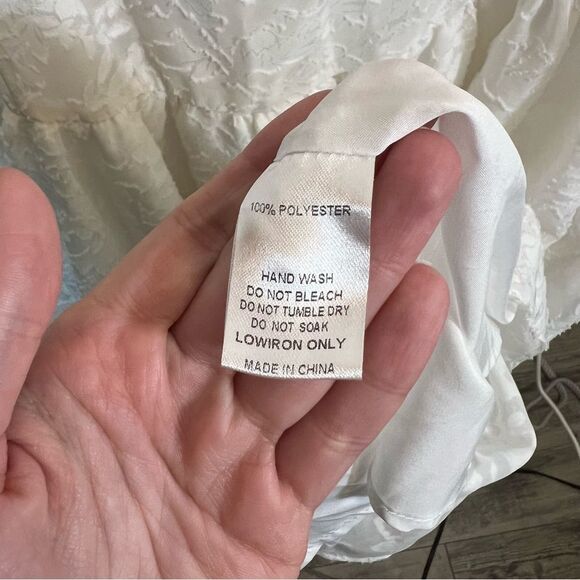 100% POLYESTER
HAND WASH
DO NOT BLEACH
DO NOT TUMBLE DRY
DO NOT SOAK
LOWIRON ONLY
MADE IN CHINA